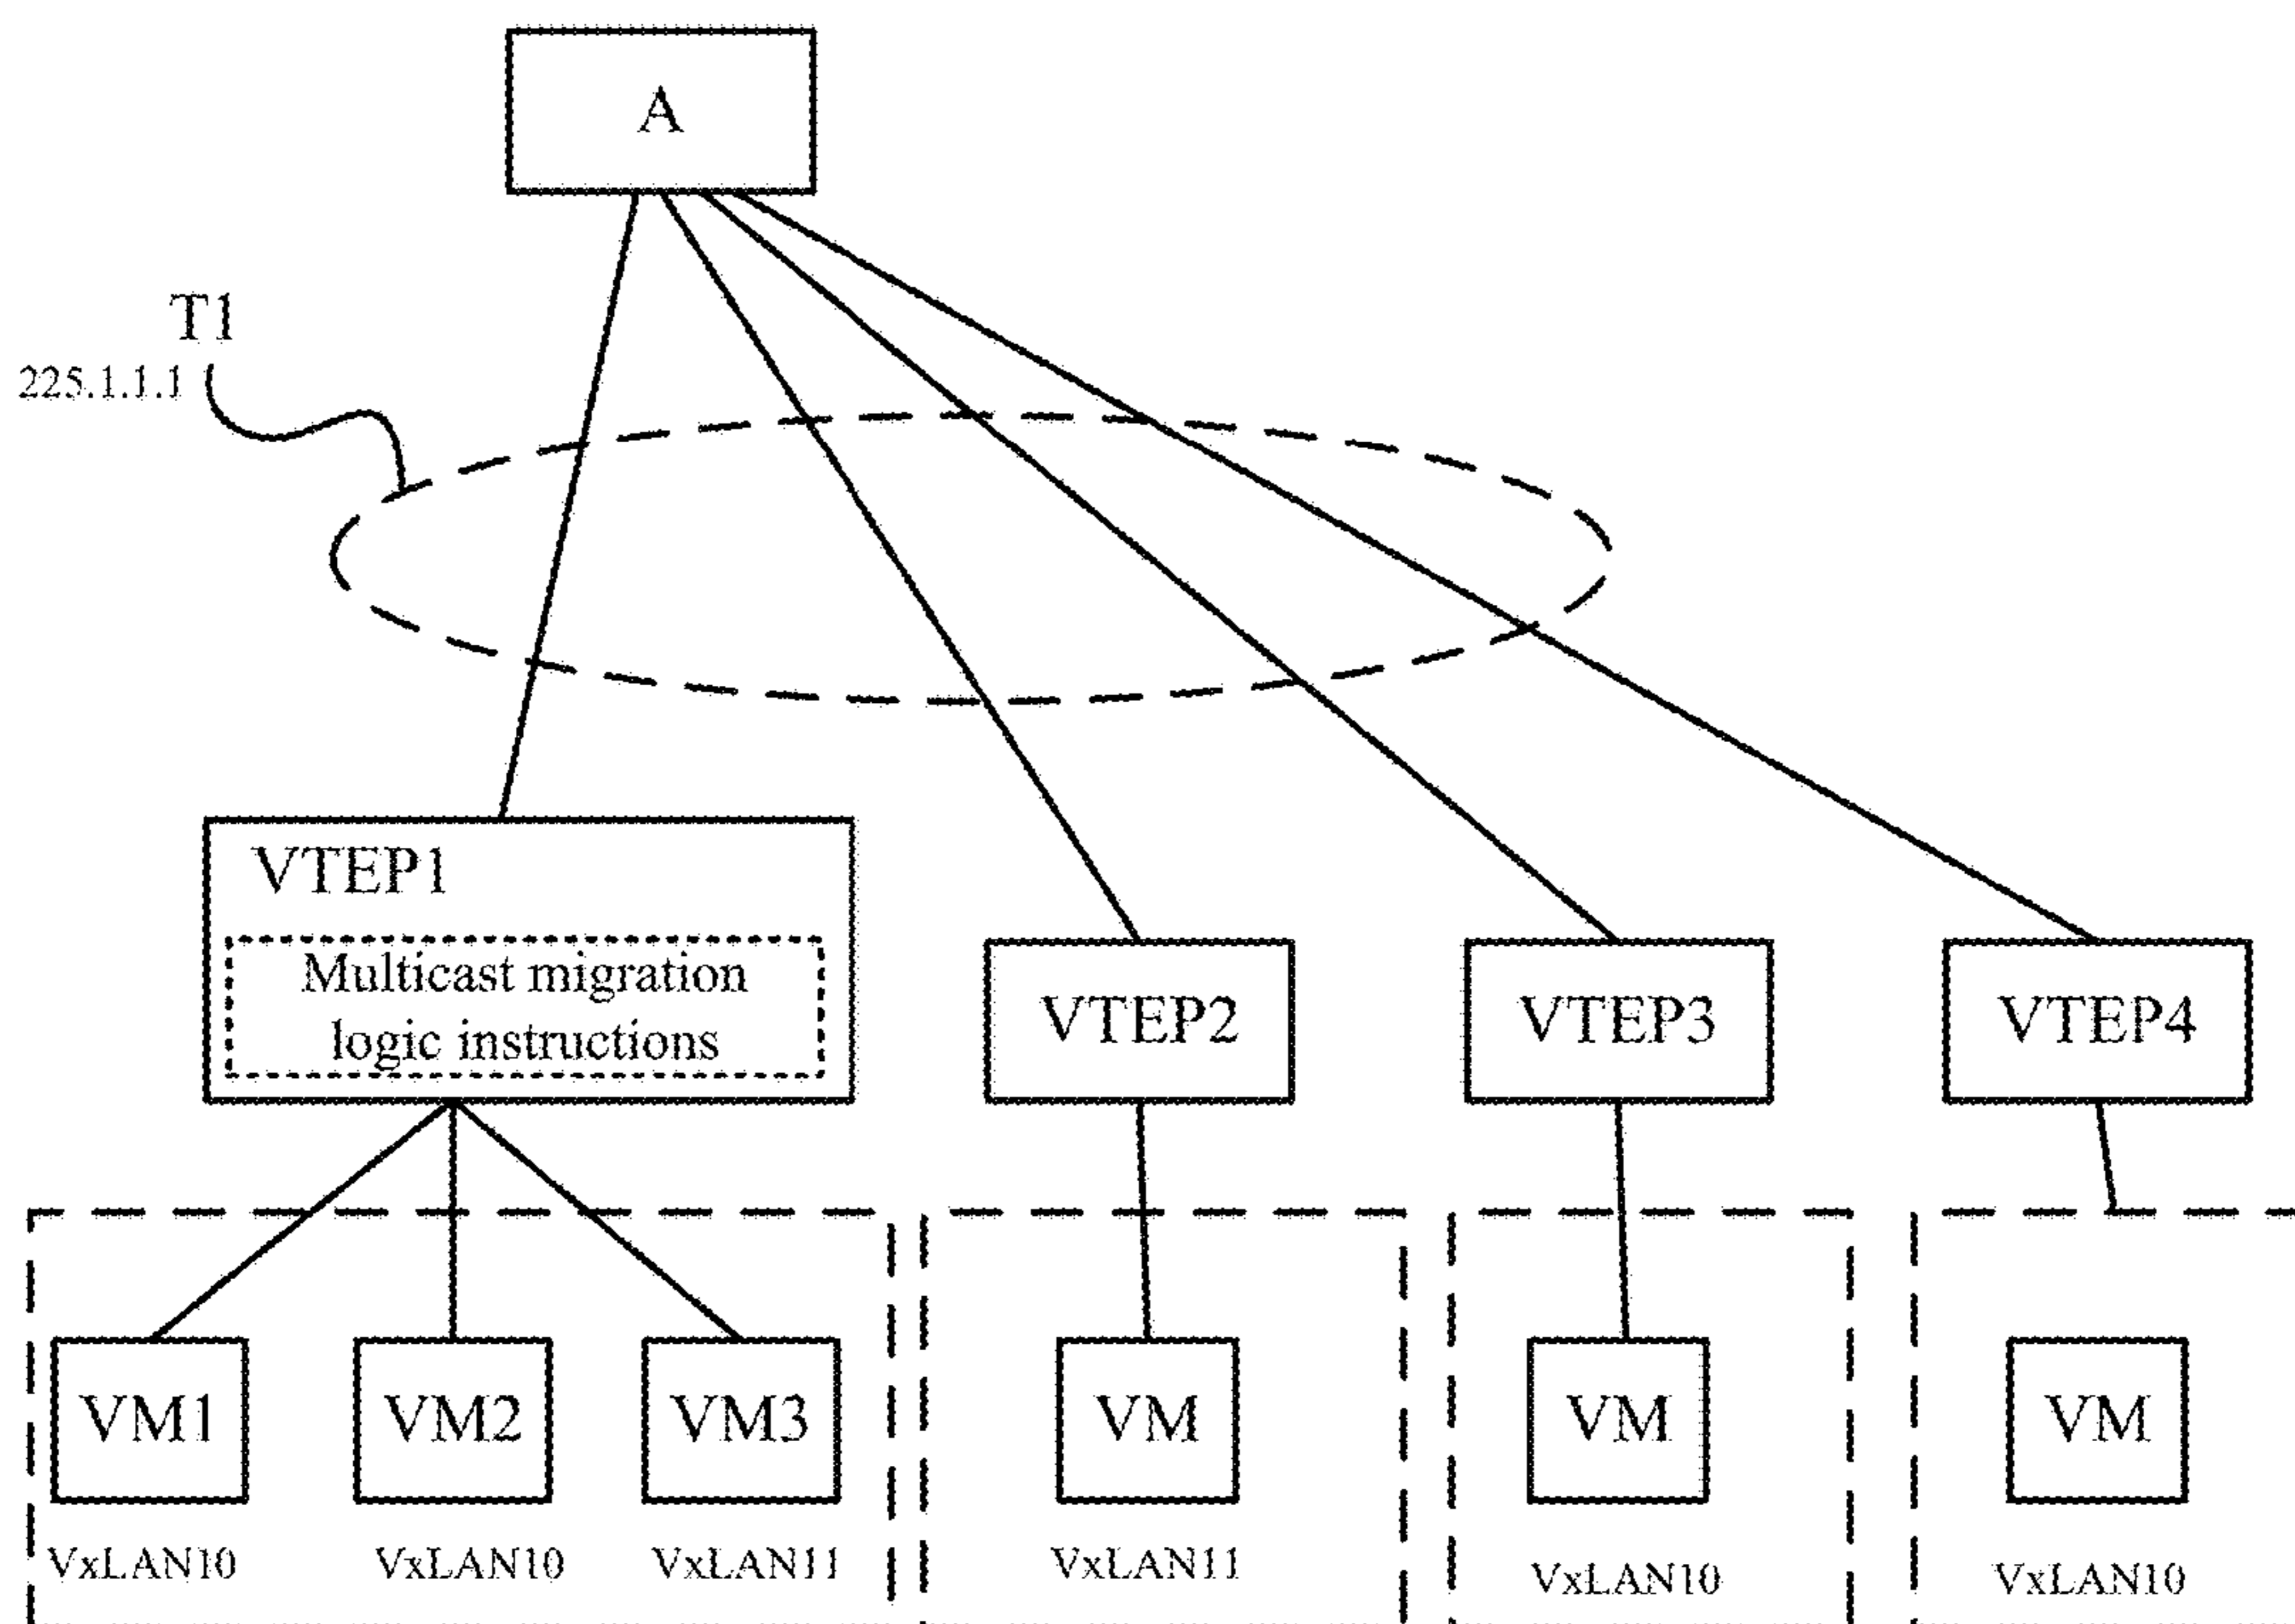 A
T1
225.1.1.1
VTEP1
Multicast migration
logic instructions
VTEP2
VTEP3
VTEP4
VM1
VM2
VM3
VM
VM
VM
VxLAN10
VxLAN10
VxLAN11
VxLAN11
VxLAN10
VxLAN10